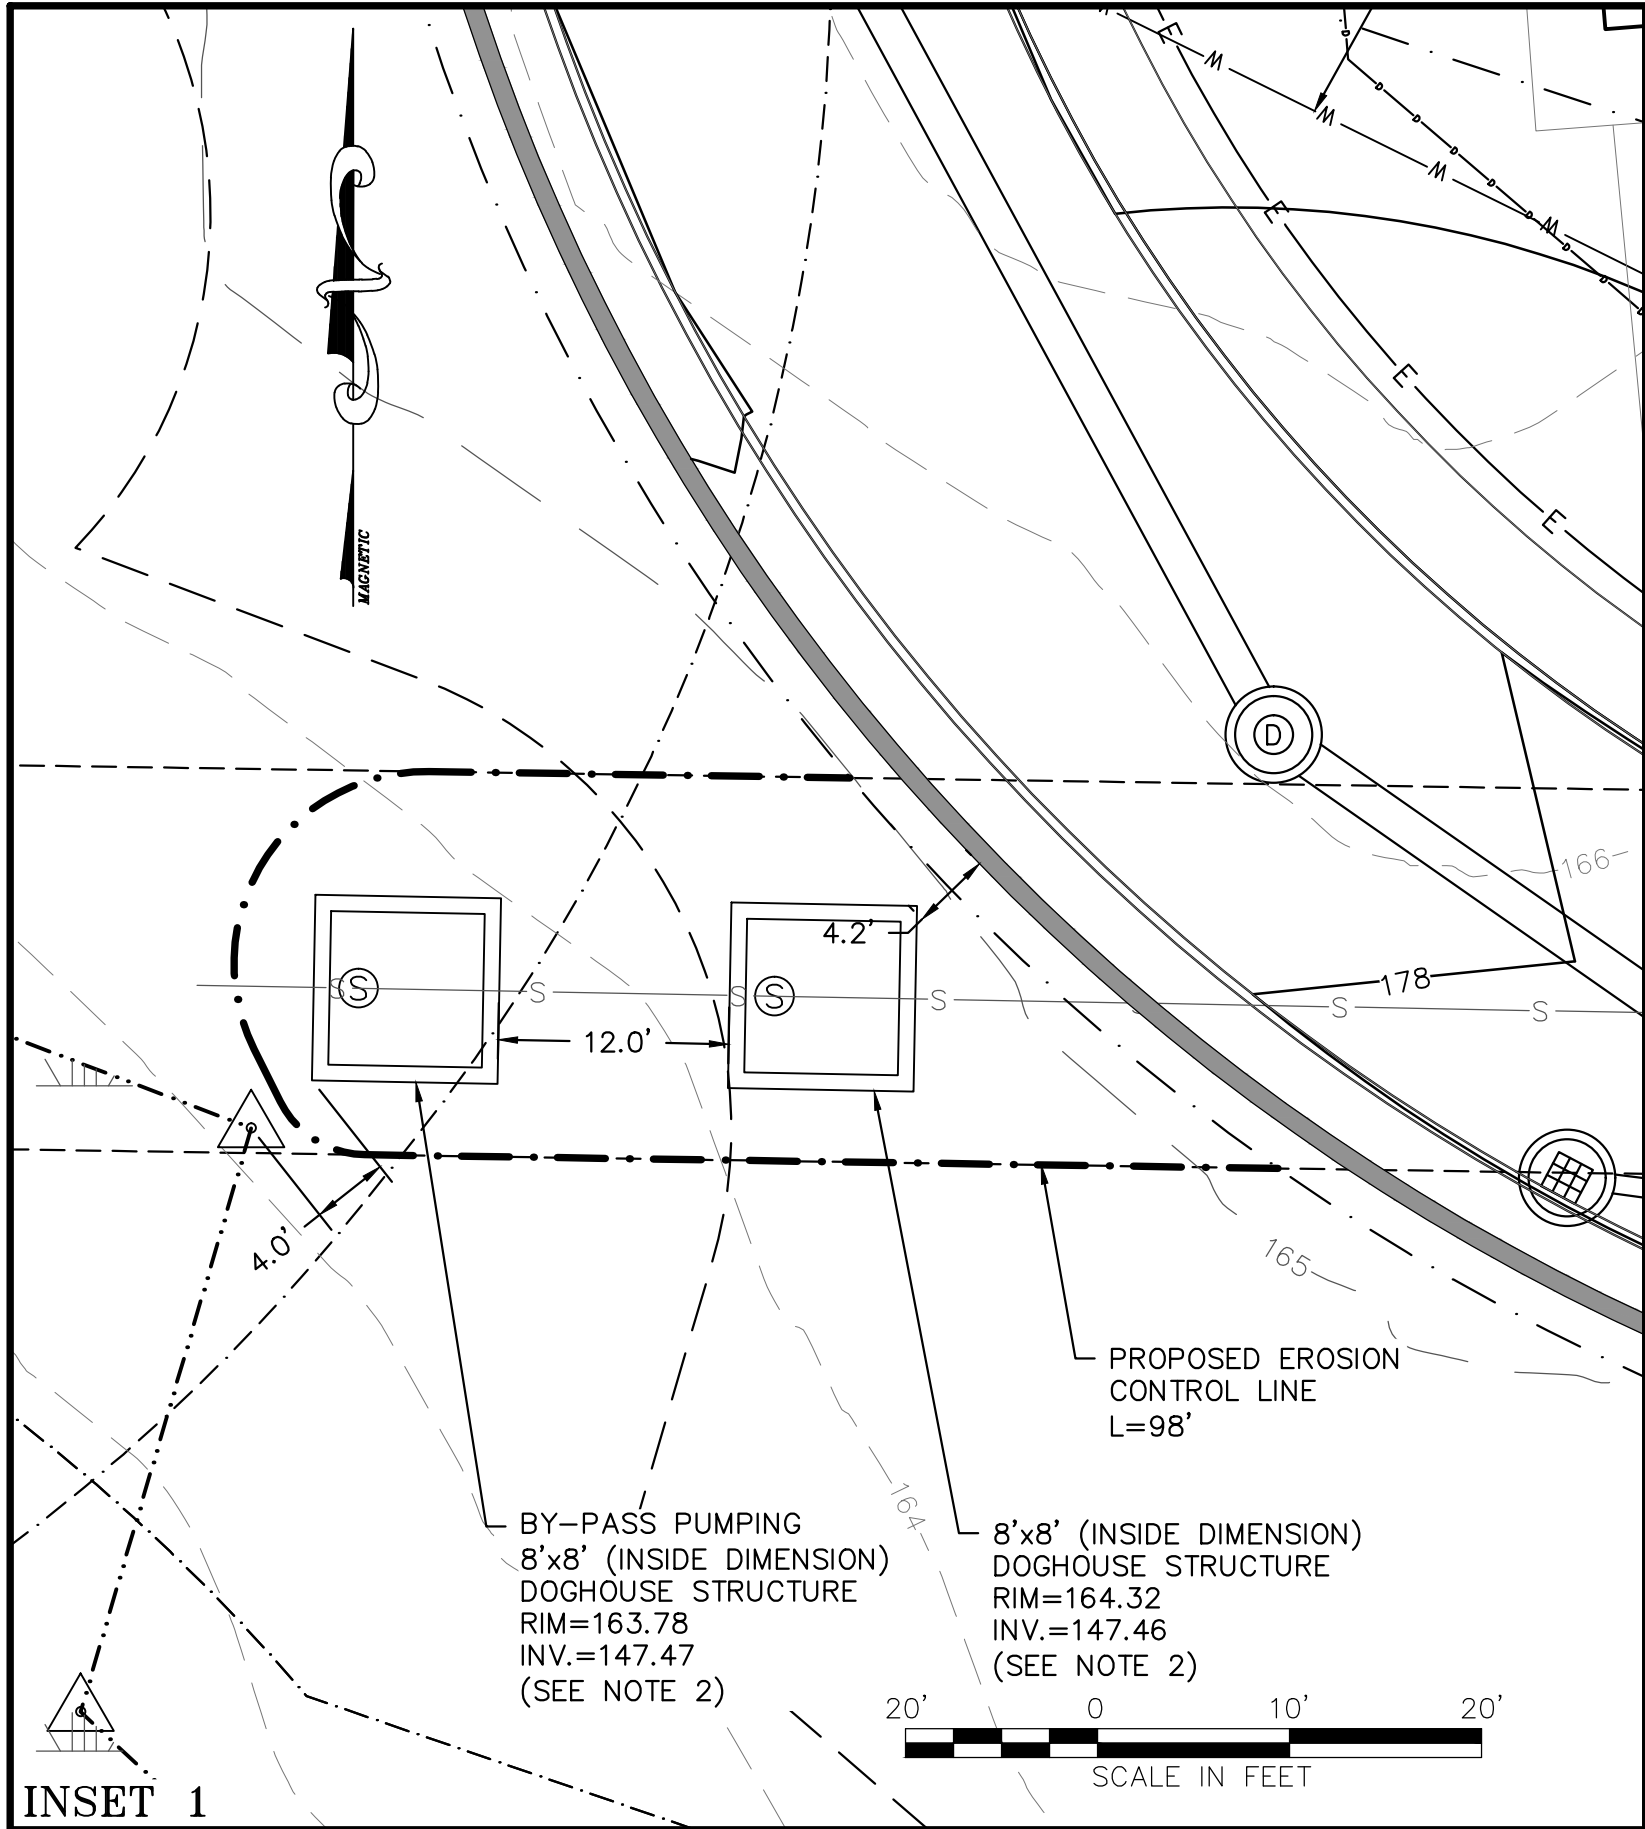 E
W
W
W
W
D
D
D
D
D
D
D
D
E
E
E
MAGNETIC
D
166
4.2'
178
S
S
S
S
S
S
S
S
12.0'
4.0'
165
PROPOSED EROSION
CONTROL LINE
L=98'
164
BY-PASS PUMPING
8'x8' (INSIDE DIMENSION)
DOGHOUSE STRUCTURE
RIM=163.78
INV.=147.47
(SEE NOTE 2)
8'x8' (INSIDE DIMENSION)
DOGHOUSE STRUCTURE
RIM=164.32
INV.=147.46
(SEE NOTE 2)
20' 0 10' 20'
SCALE IN FEET
INSET 1